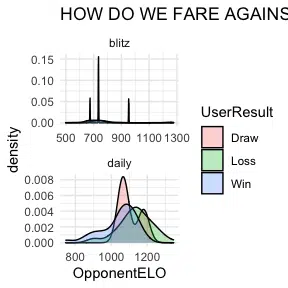 HOW DO WE FARE AGAINS
blitz
0.15
0.10
0.05
0.00
500 700 900 1100 1300
density
daily
0.008
0.006
0.004
0.002
0.000
800 1000 1200
OpponentELO
UserResult
Draw
Loss
Win